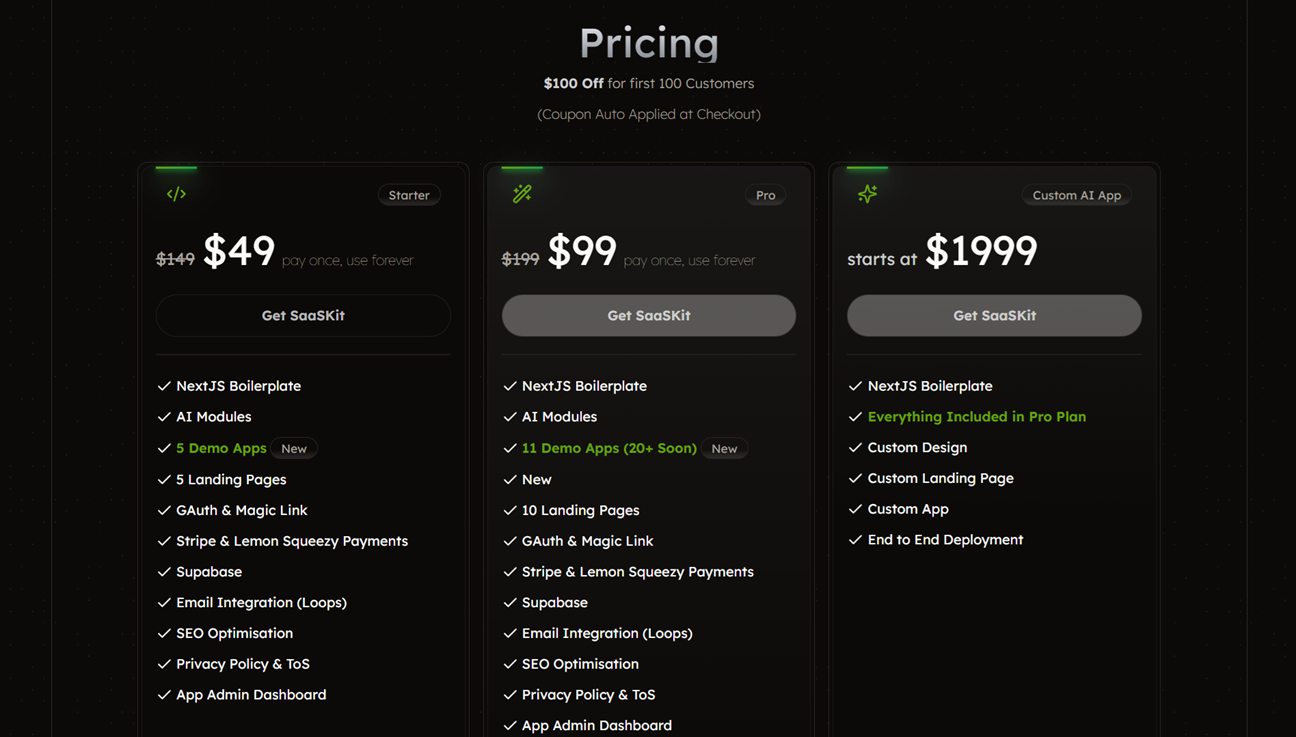 Pricing
$100 Off for first 100 Customers
(Coupon Auto Applied at Checkout)
Starter
$149 $49 pay once, use forever
Get SaaSKit
NextJS Boilerplate
AI Modules
5 Demo Apps New
5 Landing Pages
GAuth & Magic Link
Stripe & Lemon Squeezy Payments
Supabase
Email Integration (Loops)
SEO Optimisation
Privacy Policy & ToS
App Admin Dashboard
Pro
$199 $99 pay once, use forever
Get SaaSKit
NextJS Boilerplate
AI Modules
11 Demo Apps (20+ Soon) New
New
10 Landing Pages
GAuth & Magic Link
Stripe & Lemon Squeezy Payments
Supabase
Email Integration (Loops)
SEO Optimisation
Privacy Policy & ToS
App Admin Dashboard
Custom AI App
starts at $1999
Get SaaSKit
NextJS Boilerplate
Everything Included in Pro Plan
Custom Design
Custom Landing Page
Custom App
End to End Deployment